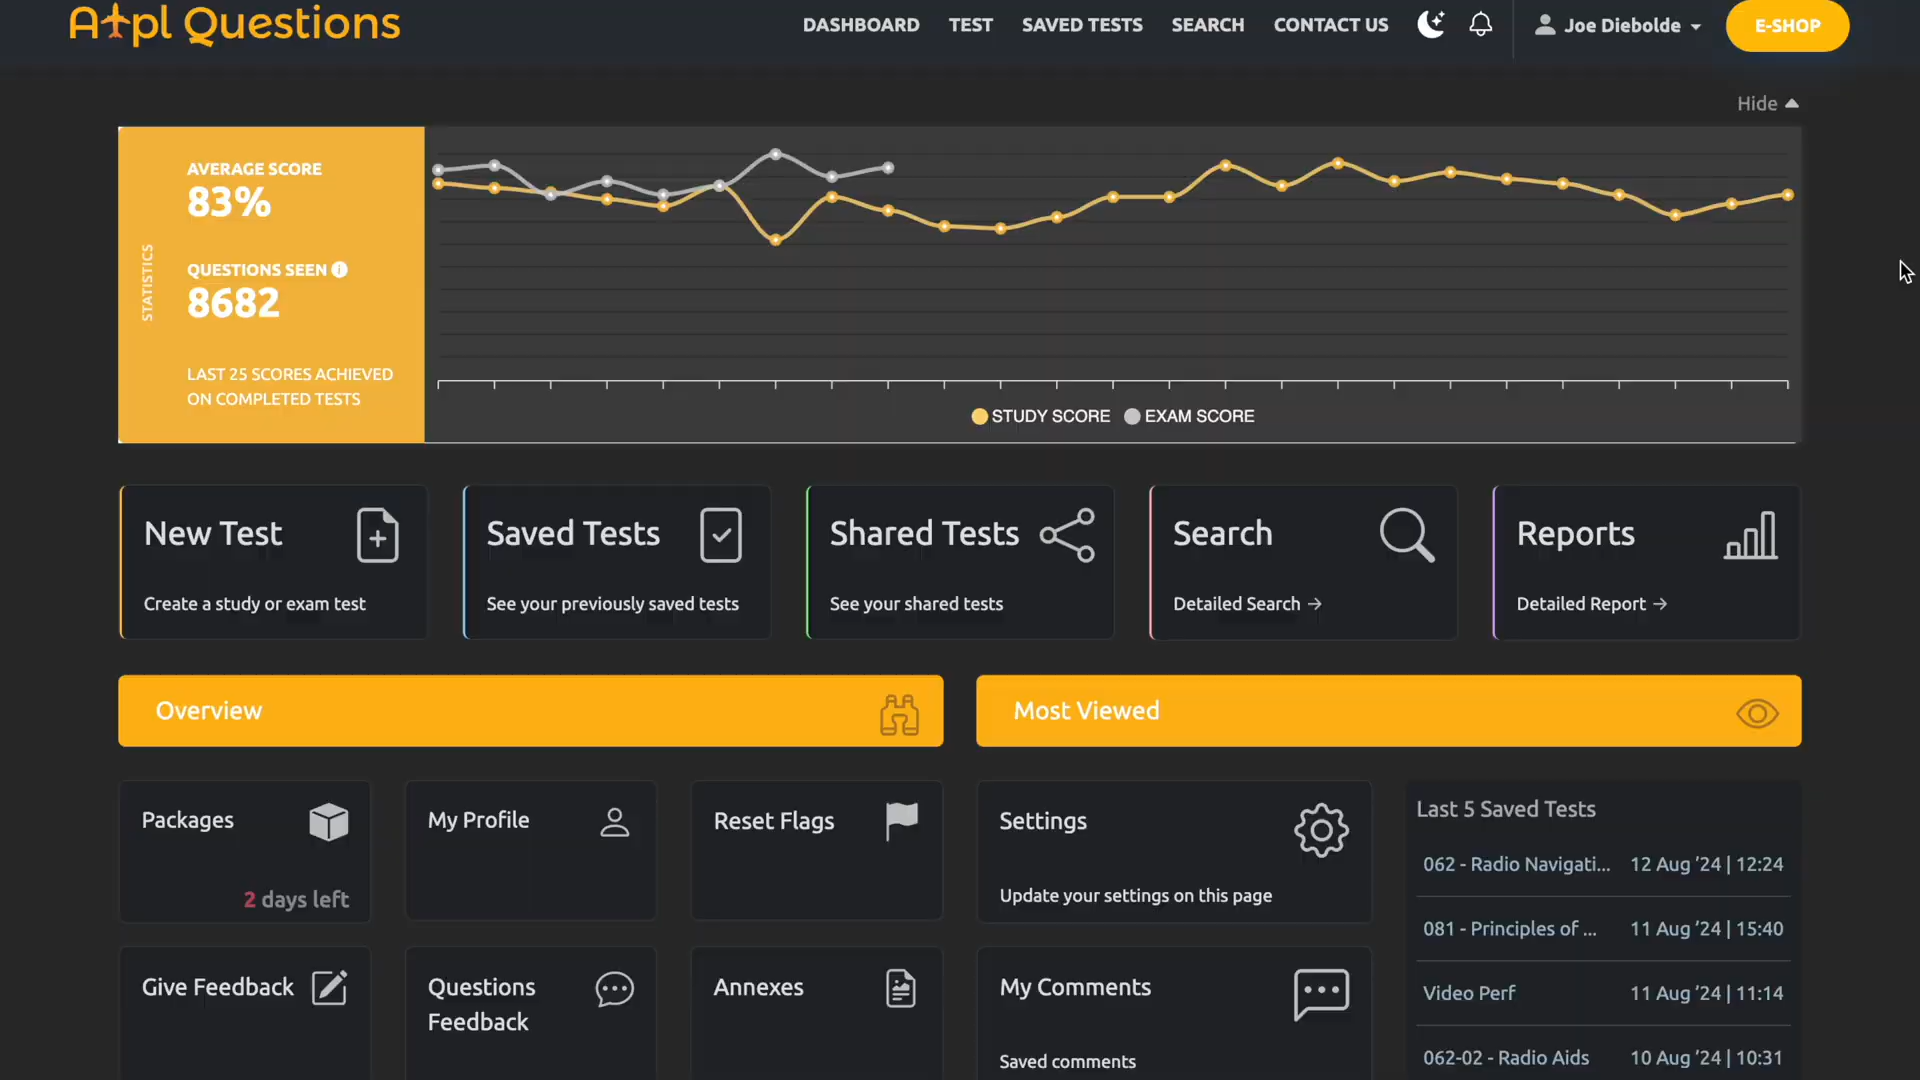 Atpl Questions
DASHBOARD
TEST
SAVED TESTS
SEARCH
CONTACT US
Joe Diebolde
E-SHOP
Hide
STATISTICS
AVERAGE SCORE
83%
QUESTIONS SEEN
8682
LAST 25 SCORES ACHIEVED
ON COMPLETED TESTS
STUDY SCORE
EXAM SCORE
New Test
Create a study or exam test
Saved Tests
See your previously saved tests
Shared Tests
See your shared tests
Search
Detailed Search →
Reports
Detailed Report →
Overview
Most Viewed
Packages
2 days left
My Profile
Reset Flags
Settings
Update your settings on this page
Give Feedback
Questions
Feedback
Annexes
My Comments
Saved comments
Last 5 Saved Tests
062 - Radio Navigati... 12 Aug '24 | 12:24
081 - Principles of ... 11 Aug '24 | 15:40
Video Perf 11 Aug '24 | 11:14
062-02 - Radio Aids 10 Aug '24 | 10:31